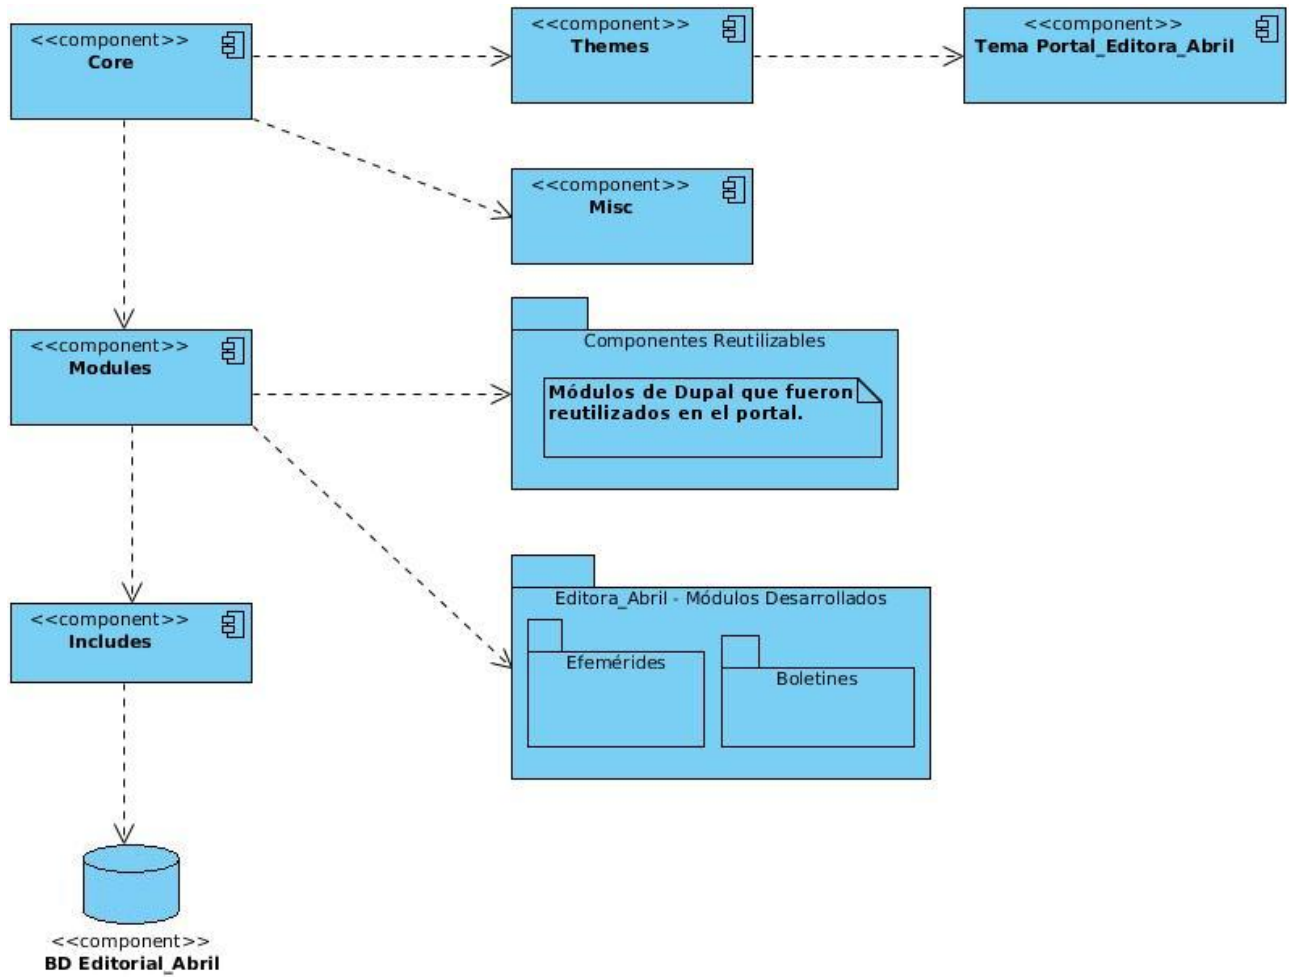 <<component>>
Core
<<component>>
Themes
<<component>>
Tema Portal_Editora_Abril
<<component>>
Misc
<<component>>
Modules
Componentes Reutilizables
Módulos de Dupal que fueron
reutilizados en el portal.
<<component>>
Includes
Editora_Abril - Módulos Desarrollados
Efemérides
Boletines
<<component>>
BD Editorial_Abril